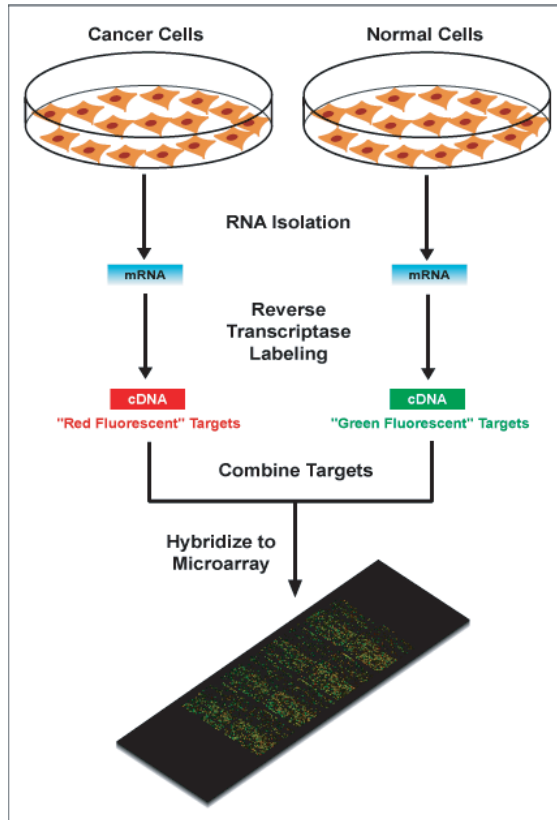 Cancer Cells
Normal Cells
RNA Isolation
mRNA
mRNA
Reverse
Transcriptase
Labeling
cDNA
cDNA
"Red Fluorescent" Targets
"Green Fluorescent" Targets
Combine Targets
Hybridize to
Microarray